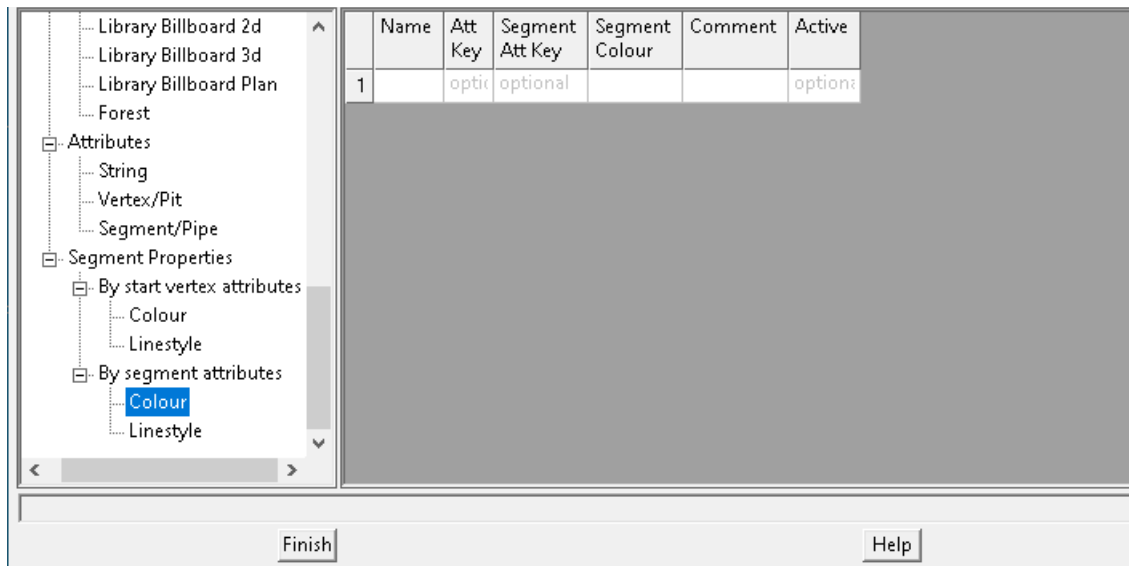 Library Billboard 2d
Library Billboard 3d
Library Billboard Plan
Forest
Attributes
String
Vertex/Pit
Segment/Pipe
Segment Properties
By start vertex attributes
Colour
Linestyle
By segment attributes
Colour
Linestyle
Name Att Key Segment Att Key Segment Colour Comment Active
1 optic optional optiona
Finish Help